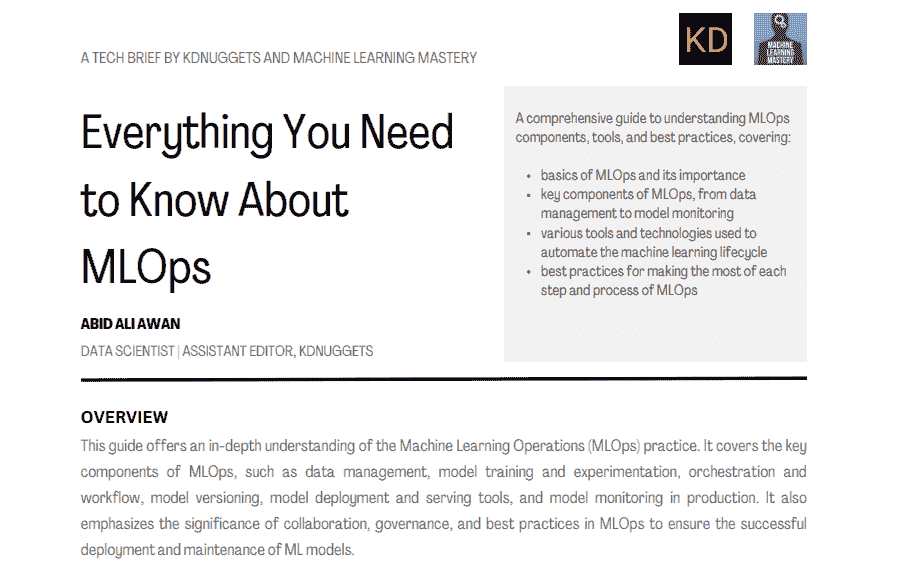 A TECH BRIEF BY KDNUGGETS AND MACHINE LEARNING MASTERY
KD
MACHINE
LEARNING
MASTERY
Everything You Need
to Know About
MLOps
ABID ALI AWAN
DATA SCIENTIST | ASSISTANT EDITOR, KDNUGGETS
A comprehensive guide to understanding MLOps
components, tools, and best practices, covering:
• basics of MLOps and its importance
• key components of MLOps, from data
management to model monitoring
• various tools and technologies used to
automate the machine learning lifecycle
• best practices for making the most of each
step and process of MLOps
OVERVIEW
This guide offers an in-depth understanding of the Machine Learning Operations (MLOps) practice. It covers the key
components of MLOps, such as data management, model training and experimentation, orchestration and
workflow, model versioning, model deployment and serving tools, and model monitoring in production. It also
emphasizes the significance of collaboration, governance, and best practices in MLOps to ensure the successful
deployment and maintenance of ML models.